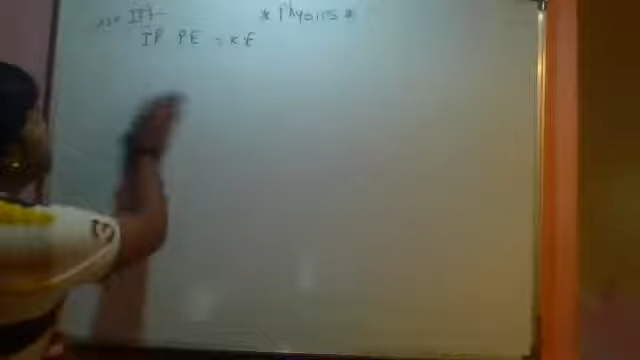 * Physics *
IF PE = KE